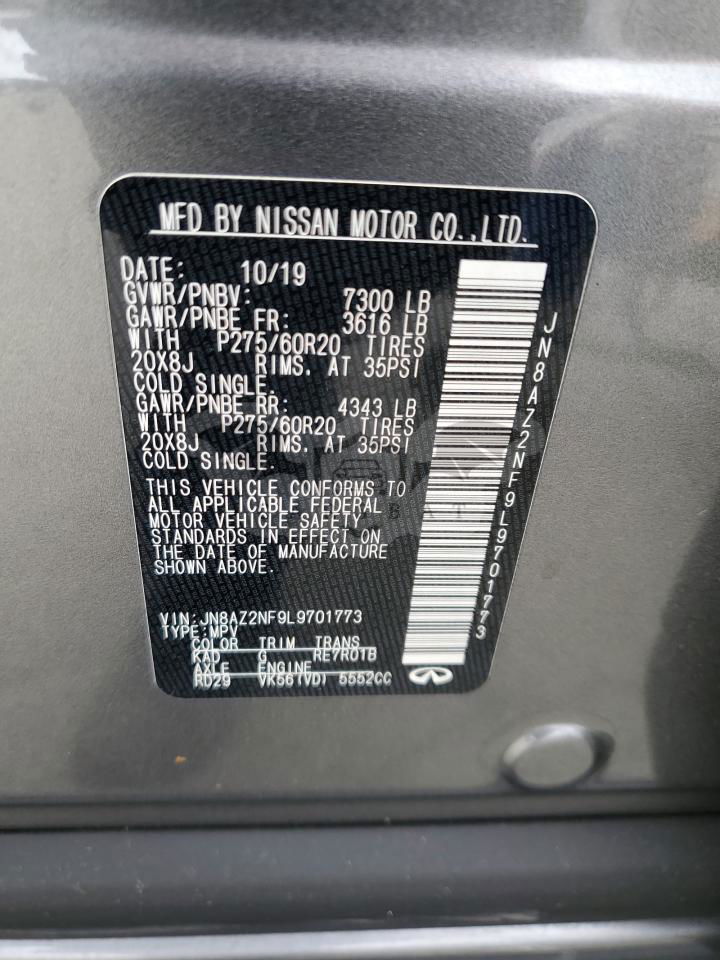 MFD BY NISSAN MOTOR CO.,LTD.
DATE: 10/19
GVWR/PNBV: 7300 LB
GAWR/PNBE FR: 3616 LB
WITH P275/60R20 TIRES
20X8J RIMS. AT 35PSI
COLD SINGLE.
GAWR/PNBE RR: 4343 LB
WITH P275/60R20 TIRES
20X8J RIMS. AT 35PSI
COLD SINGLE.
THIS VEHICLE CONFORMS TO
ALL APPLICABLE FEDERAL
MOTOR VEHICLE SAFETY
STANDARDS IN EFFECT ON
THE DATE OF MANUFACTURE
SHOWN ABOVE.
VIN:JN8AZ2NF9L9701773
TYPE:MPV
COLOR TRIM TRANS
KAD G RE7R01B
AXLE ENGINE
RD29 VK56(VD) 5552CC
JN8AZ2NF9L9701773